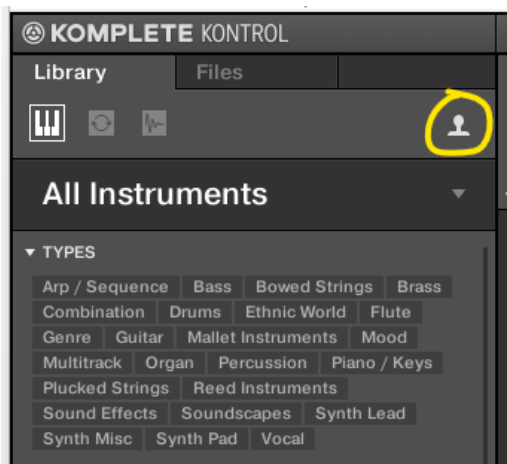 KOMPLETE KONTROL
Library Files
All Instruments
TYPES
Arp / Sequence Bass Bowed Strings Brass
Combination Drums Ethnic World Flute
Genre Guitar Mallet Instruments Mood
Multitrack Organ Percussion Piano / Keys
Plucked Strings Reed Instruments
Sound Effects Soundscapes Synth Lead
Synth Misc Synth Pad Vocal